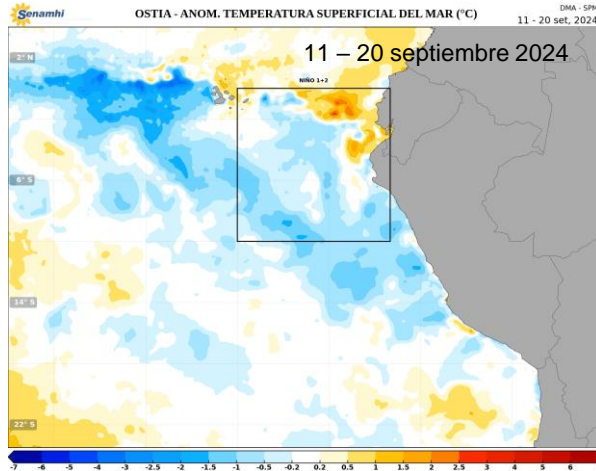 Senamhi
OSTIA - ANOM. TEMPERATURA SUPERFICIAL DEL MAR (°C)
DMA - SPM
11 - 20 set, 2024
11 – 20 septiembre 2024
2° N
NIÑO 1+2
6° S
14° S
22° S
-7 -6 -5 -4 -3 -2.5 -2 -1.5 -1 -0.5 -0.2 0.2 0.5 1 1.5 2 2.5 3 4 5 6